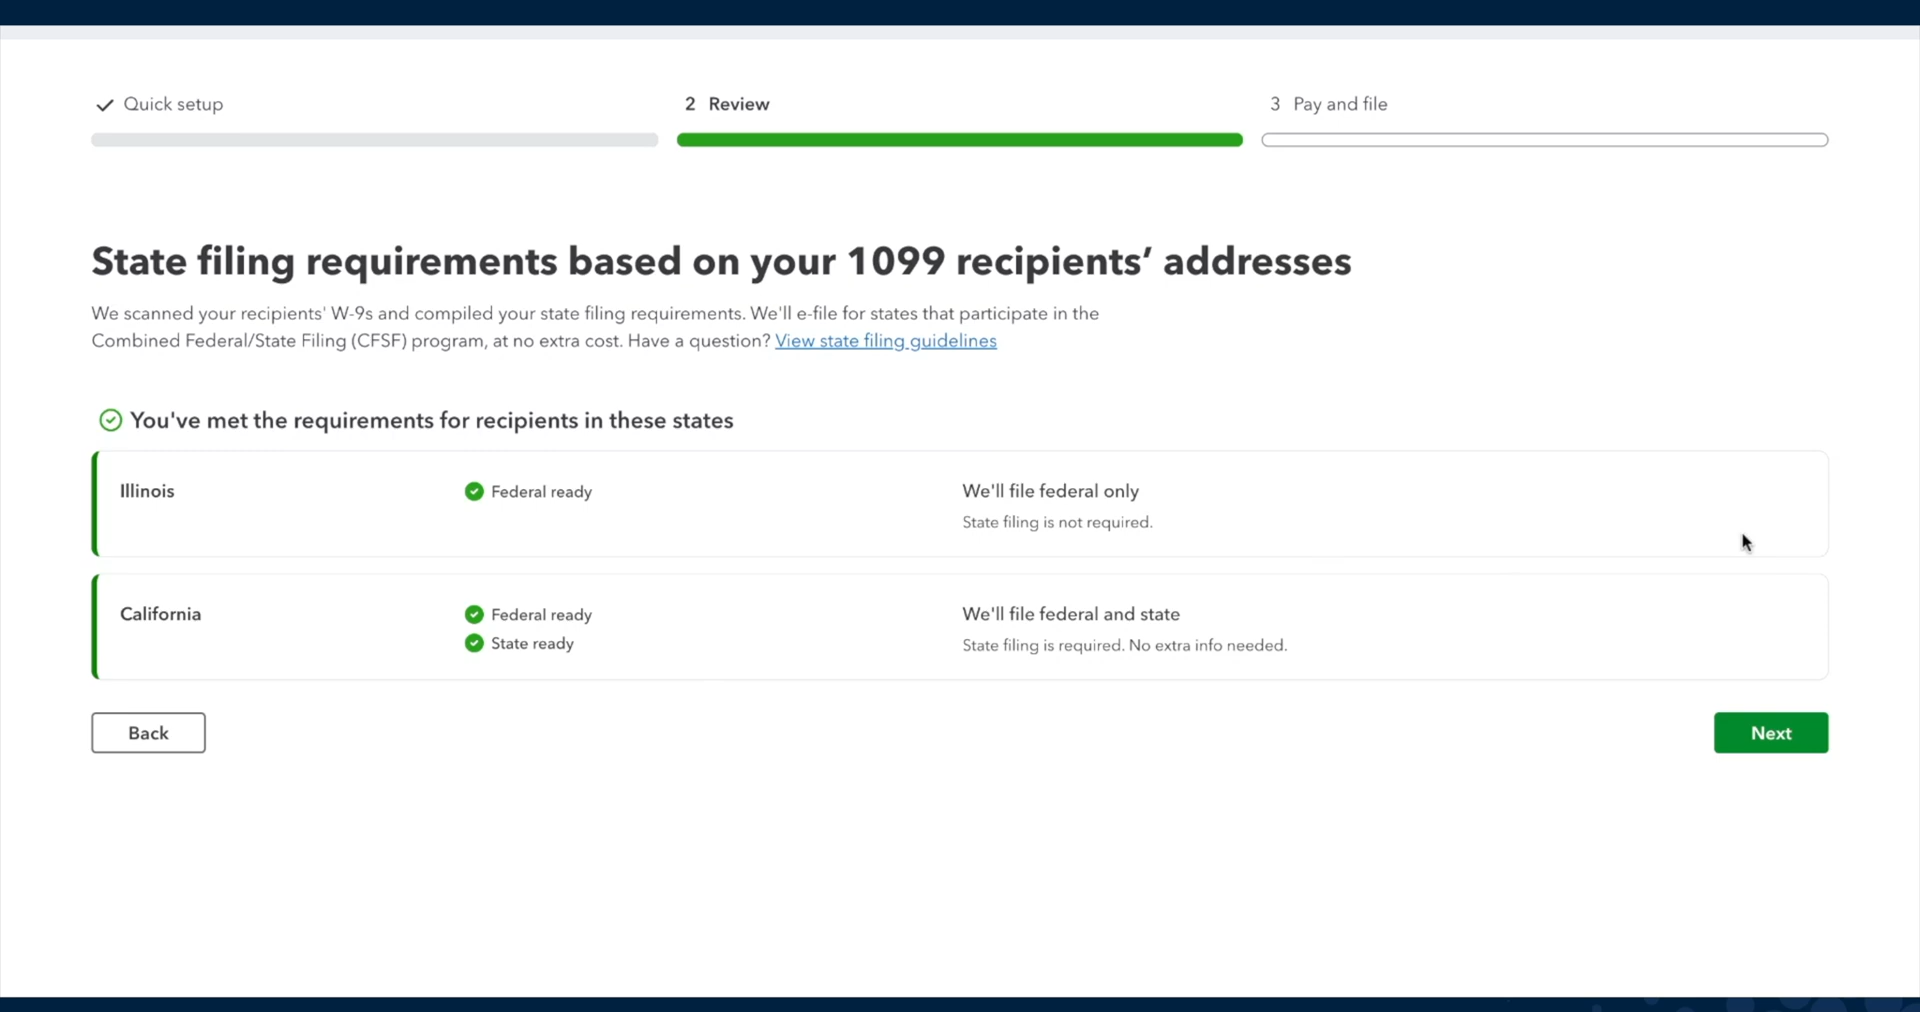 Quick setup
2 Review
3 Pay and file
State filing requirements based on your 1099 recipients’ addresses
We scanned your recipients' W-9s and compiled your state filing requirements. We'll e-file for states that participate in the
Combined Federal/State Filing (CFSF) program, at no extra cost. Have a question? View state filing guidelines
You've met the requirements for recipients in these states
Illinois
Federal ready
We'll file federal only
State filing is not required.
California
Federal ready
State ready
We'll file federal and state
State filing is required. No extra info needed.
Back
Next